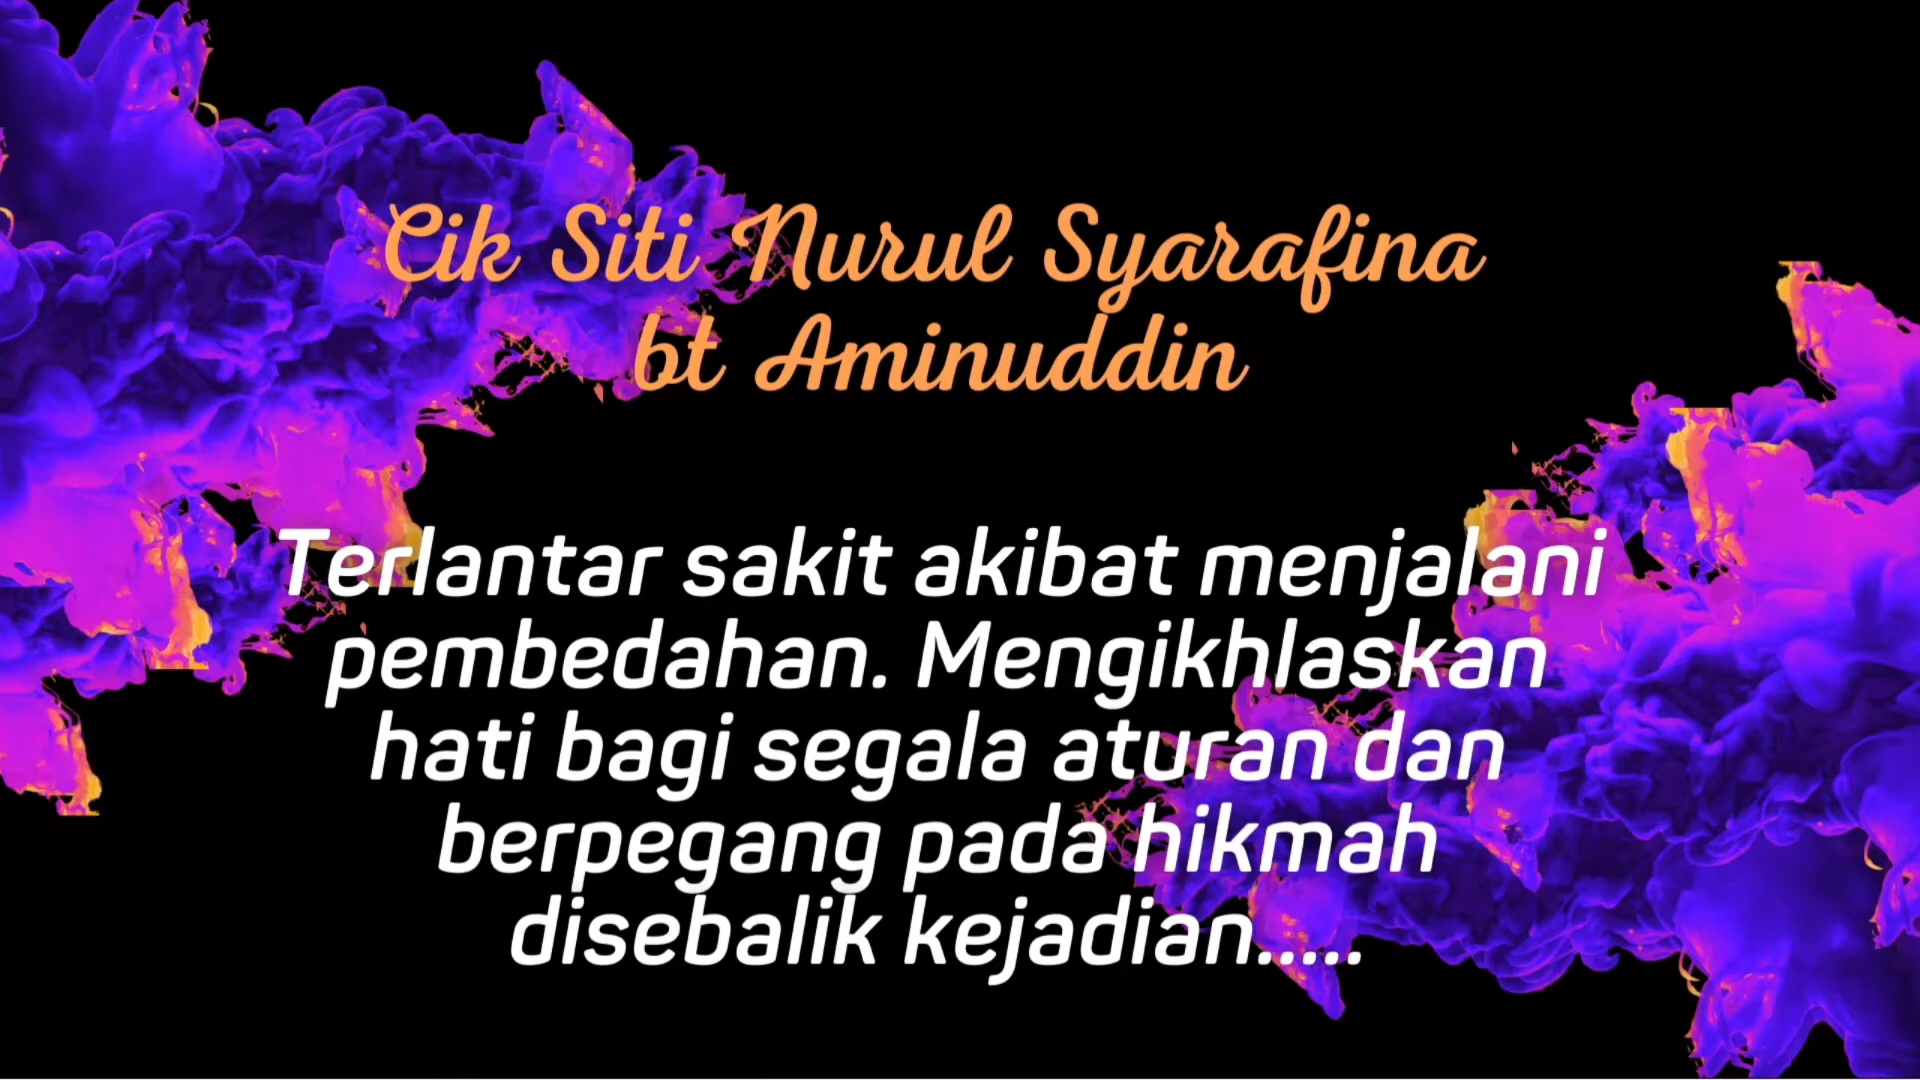 Cik Siti Nurul Syarafina
bt Aminuddin
Terlantar sakit akibat menjalani
pembedahan. Mengikhlaskan
hati bagi segala aturan dan
berpegang pada hikmah
disebalik kejadian.....